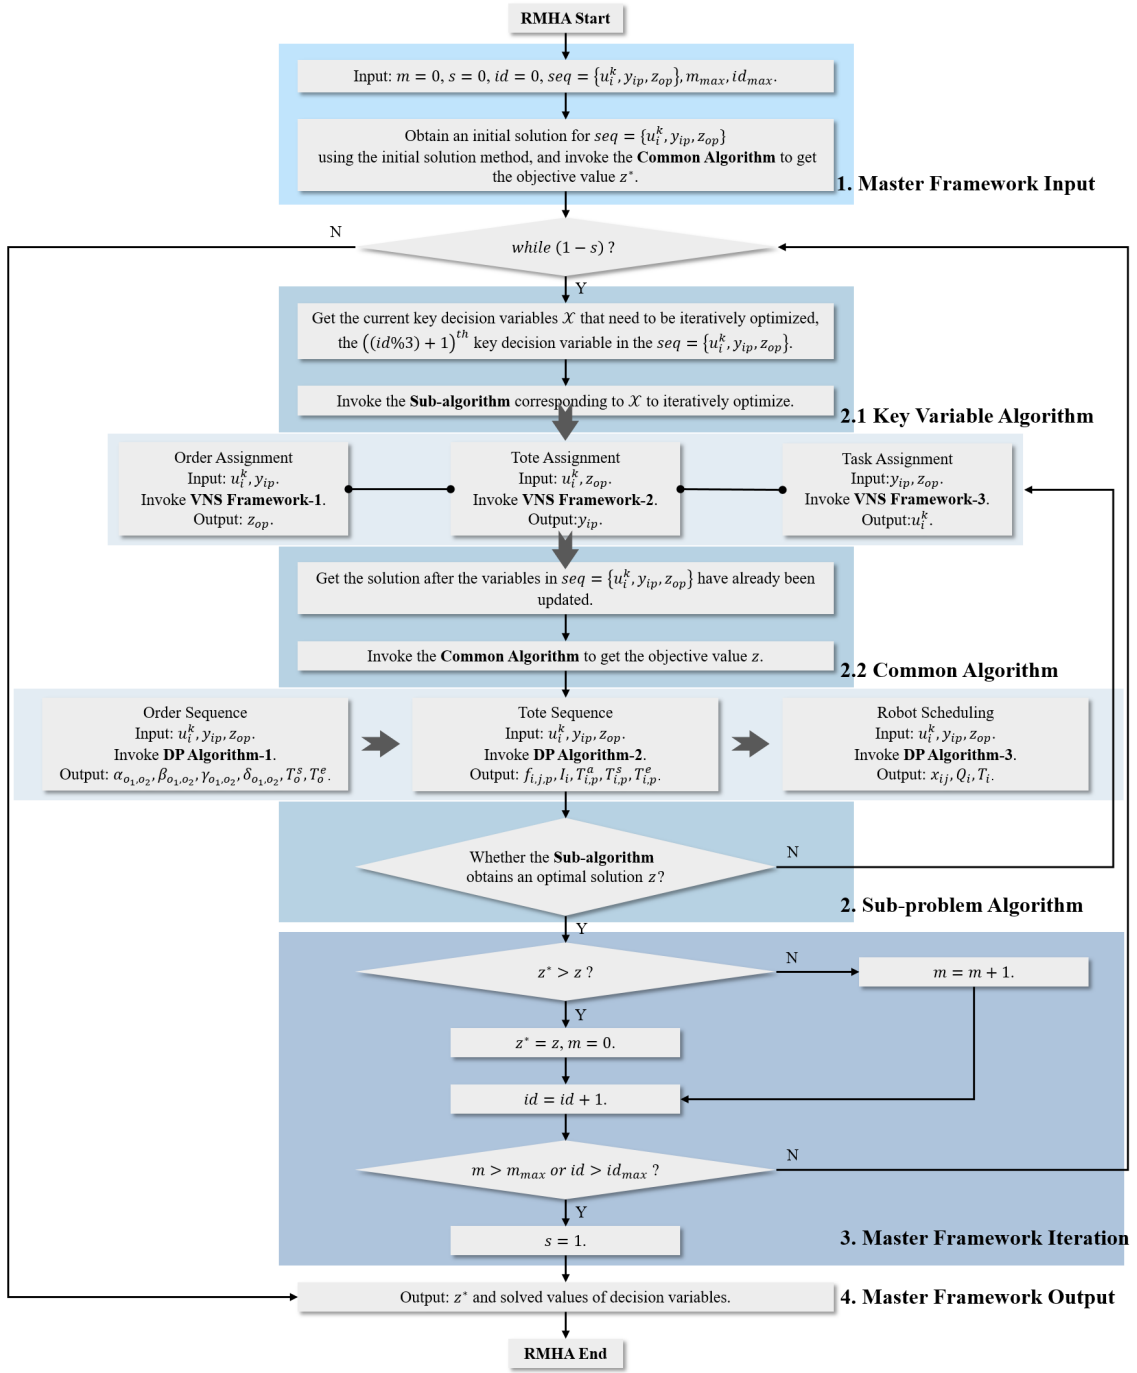 RMHA Start
Input: m = 0, s = 0, id = 0, seq = {u_i^k, y_ip, z_op}, m_max, id_max.
Obtain an initial solution for seq = {u_i^k, y_ip, z_op}
using the initial solution method, and invoke the Common Algorithm to get
the objective value z*.
1. Master Framework Input
N
while (1 − s) ?
Y
Get the current key decision variables 𝒳 that need to be iteratively optimized,
the ((id%3) + 1)^th key decision variable in the seq = {u_i^k, y_ip, z_op}.
Invoke the Sub-algorithm corresponding to 𝒳 to iteratively optimize.
2.1 Key Variable Algorithm
Order Assignment
Input: u_i^k, y_ip.
Invoke VNS Framework-1.
Output: z_op.
Tote Assignment
Input: u_i^k, z_op.
Invoke VNS Framework-2.
Output:y_ip.
Task Assignment
Input:y_ip, z_op.
Invoke VNS Framework-3.
Output:u_i^k.
Get the solution after the variables in seq = {u_i^k, y_ip, z_op} have already been
updated.
Invoke the Common Algorithm to get the objective value z.
2.2 Common Algorithm
Order Sequence
Input: u_i^k, y_ip, z_op.
Invoke DP Algorithm-1.
Output: α_o1,o2, β_o1,o2, γ_o1,o2, δ_o1,o2, T_o^s, T_o^e.
Tote Sequence
Input: u_i^k, y_ip, z_op.
Invoke DP Algorithm-2.
Output: f_i,j,p, I_i, T_i,p^a, T_i,p^s, T_i,p^e.
Robot Scheduling
Input: u_i^k, y_ip, z_op.
Invoke DP Algorithm-3.
Output: x_ij, Q_i, T_i.
Whether the Sub-algorithm
obtains an optimal solution z?
N
2. Sub-problem Algorithm
Y
z* > z ?
N
m = m + 1.
Y
z* = z, m = 0.
id = id + 1.
m > m_max or id > id_max ?
N
Y
s = 1.
3. Master Framework Iteration
Output: z* and solved values of decision variables.
4. Master Framework Output
RMHA End